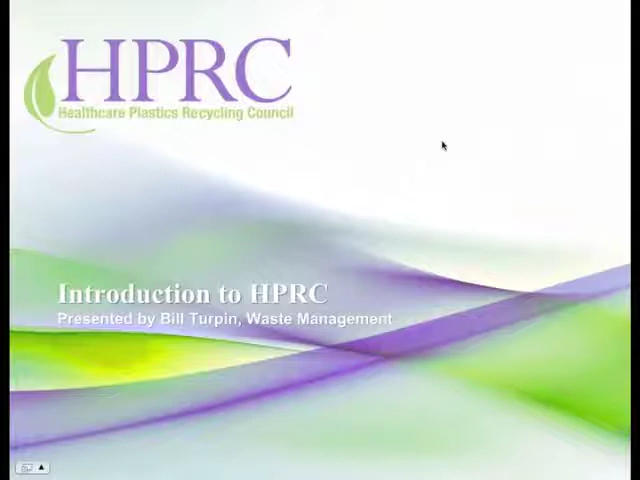 HPRC
Healthcare Plastics Recycling Council
Introduction to HPRC
Presented by Bill Turpin, Waste Management